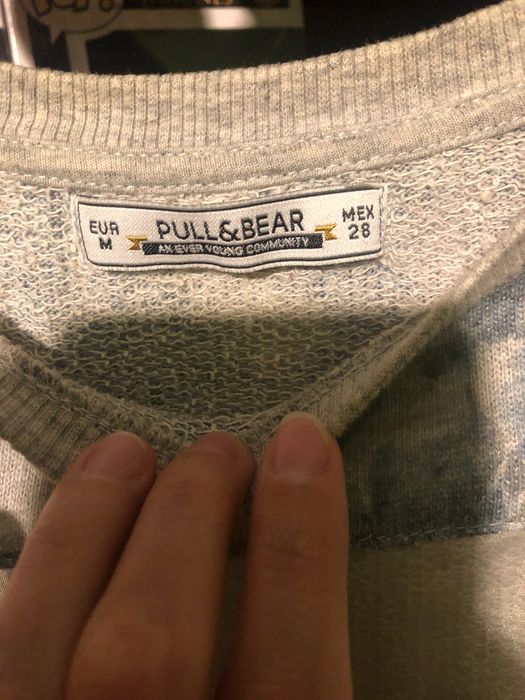 EUR
M
PULL&BEAR
AN EVER YOUNG COMMUNITY
MEX
28